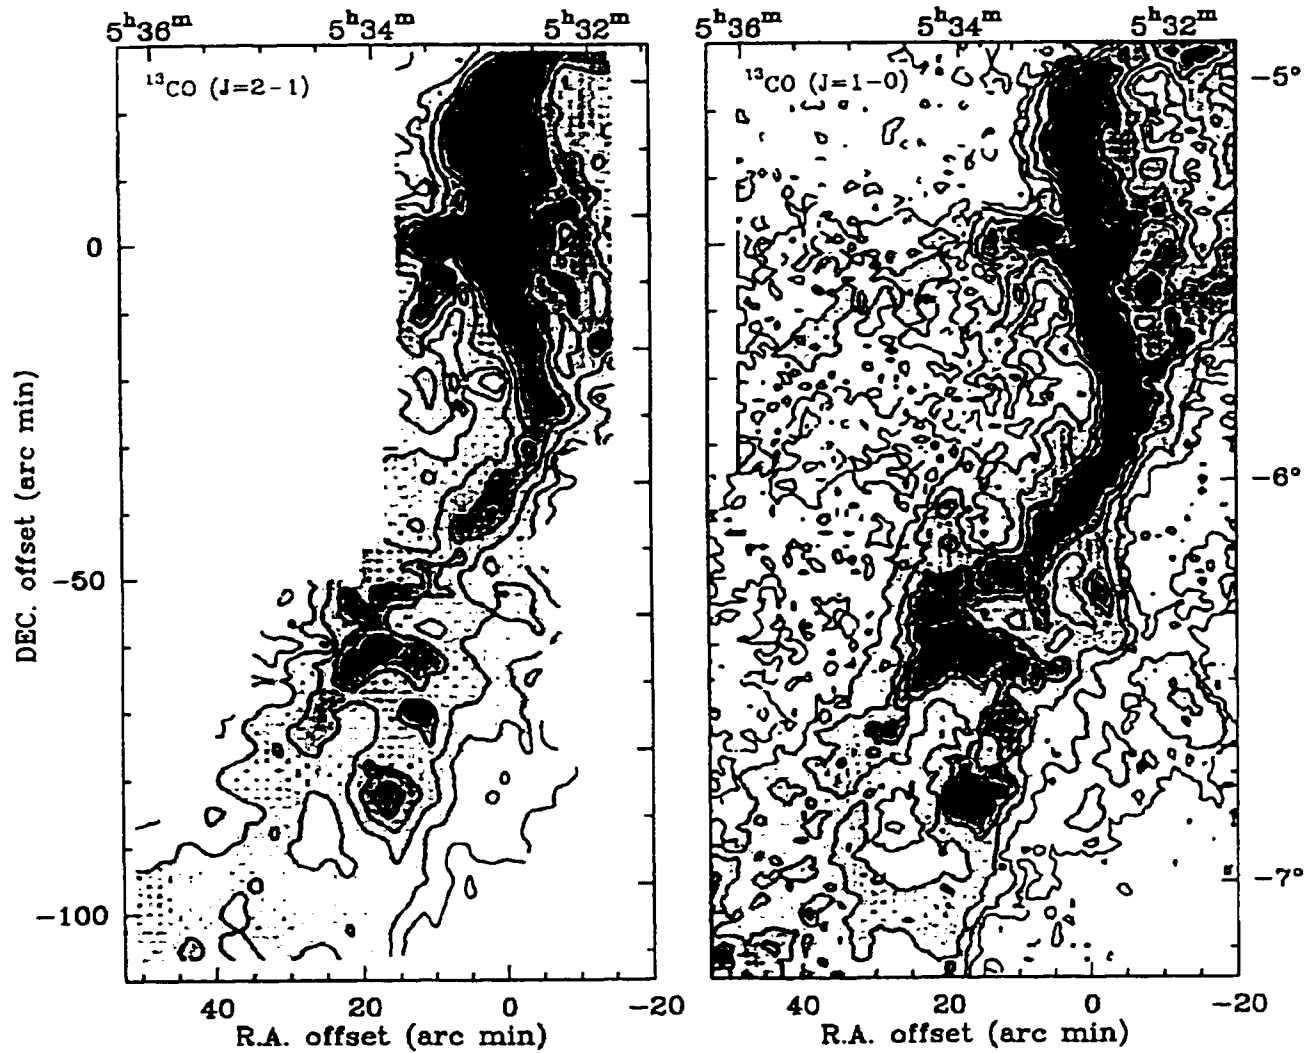 5ʰ36ᵐ 5ʰ34ᵐ 5ʰ32ᵐ 5ʰ36ᵐ 5ʰ34ᵐ 5ʰ32ᵐ
¹³CO (J=2-1)
¹³CO (J=1-0)
-5°
0
-6°
-50
-7°
-100
DEC. offset (arc min)
40 20 0 -20 40 20 0 -20
R.A. offset (arc min) R.A. offset (arc min)